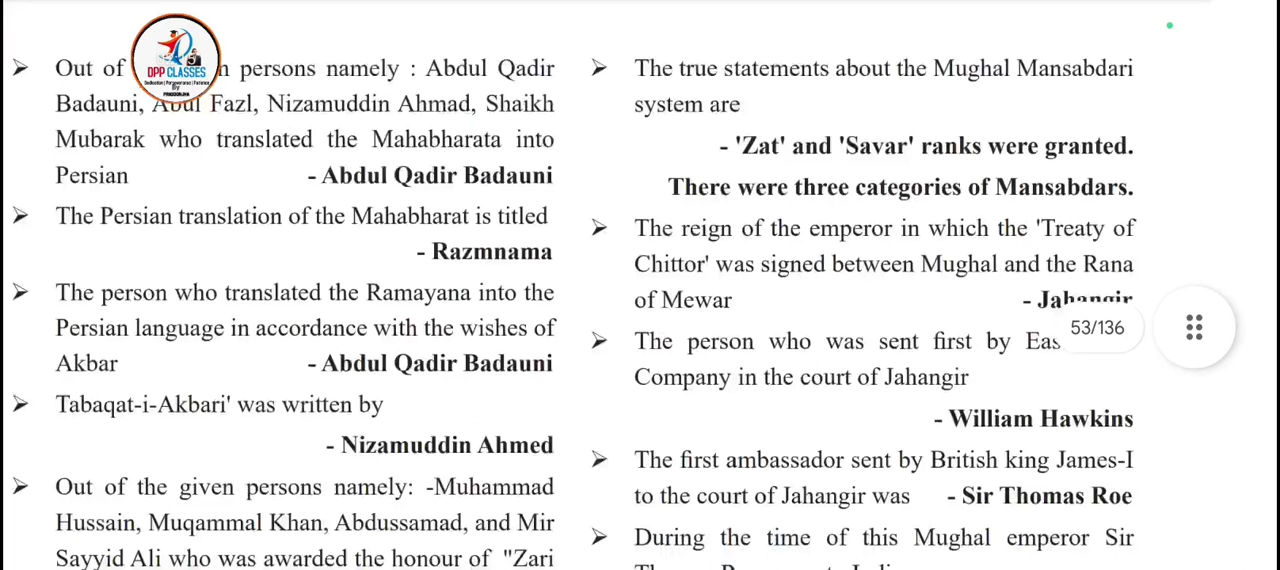 ➤ Out of n persons namely : Abdul Qadir
Badauni, Abul Fazl, Nizamuddin Ahmad, Shaikh
Mubarak who translated the Mahabharata into
Persian - Abdul Qadir Badauni
➤ The Persian translation of the Mahabharat is titled
- Razmnama
➤ The person who translated the Ramayana into the
Persian language in accordance with the wishes of
Akbar - Abdul Qadir Badauni
➤ Tabaqat-i-Akbari' was written by
- Nizamuddin Ahmed
➤ Out of the given persons namely: -Muhammad
Hussain, Muqammal Khan, Abdussamad, and Mir
Sayyid Ali who was awarded the honour of "Zari
DPP CLASSES
By
➤ The true statements about the Mughal Mansabdari
system are
- 'Zat' and 'Savar' ranks were granted.
There were three categories of Mansabdars.
➤ The reign of the emperor in which the 'Treaty of
Chittor' was signed between Mughal and the Rana
of Mewar - Jahangir
53/136
➤ The person who was sent first by Eas
Company in the court of Jahangir
- William Hawkins
➤ The first ambassador sent by British king James-I
to the court of Jahangir was - Sir Thomas Roe
➤ During the time of this Mughal emperor Sir